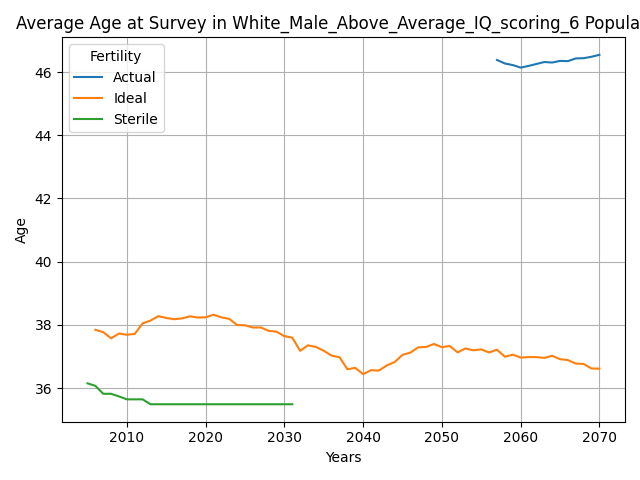 Average Age at Survey in White_Male_Above_Average_IQ_scoring_6 Popula
Fertility
Actual
Ideal
Sterile
46
44
42
40
38
36
Age
2010 2020 2030 2040 2050 2060 2070
Years